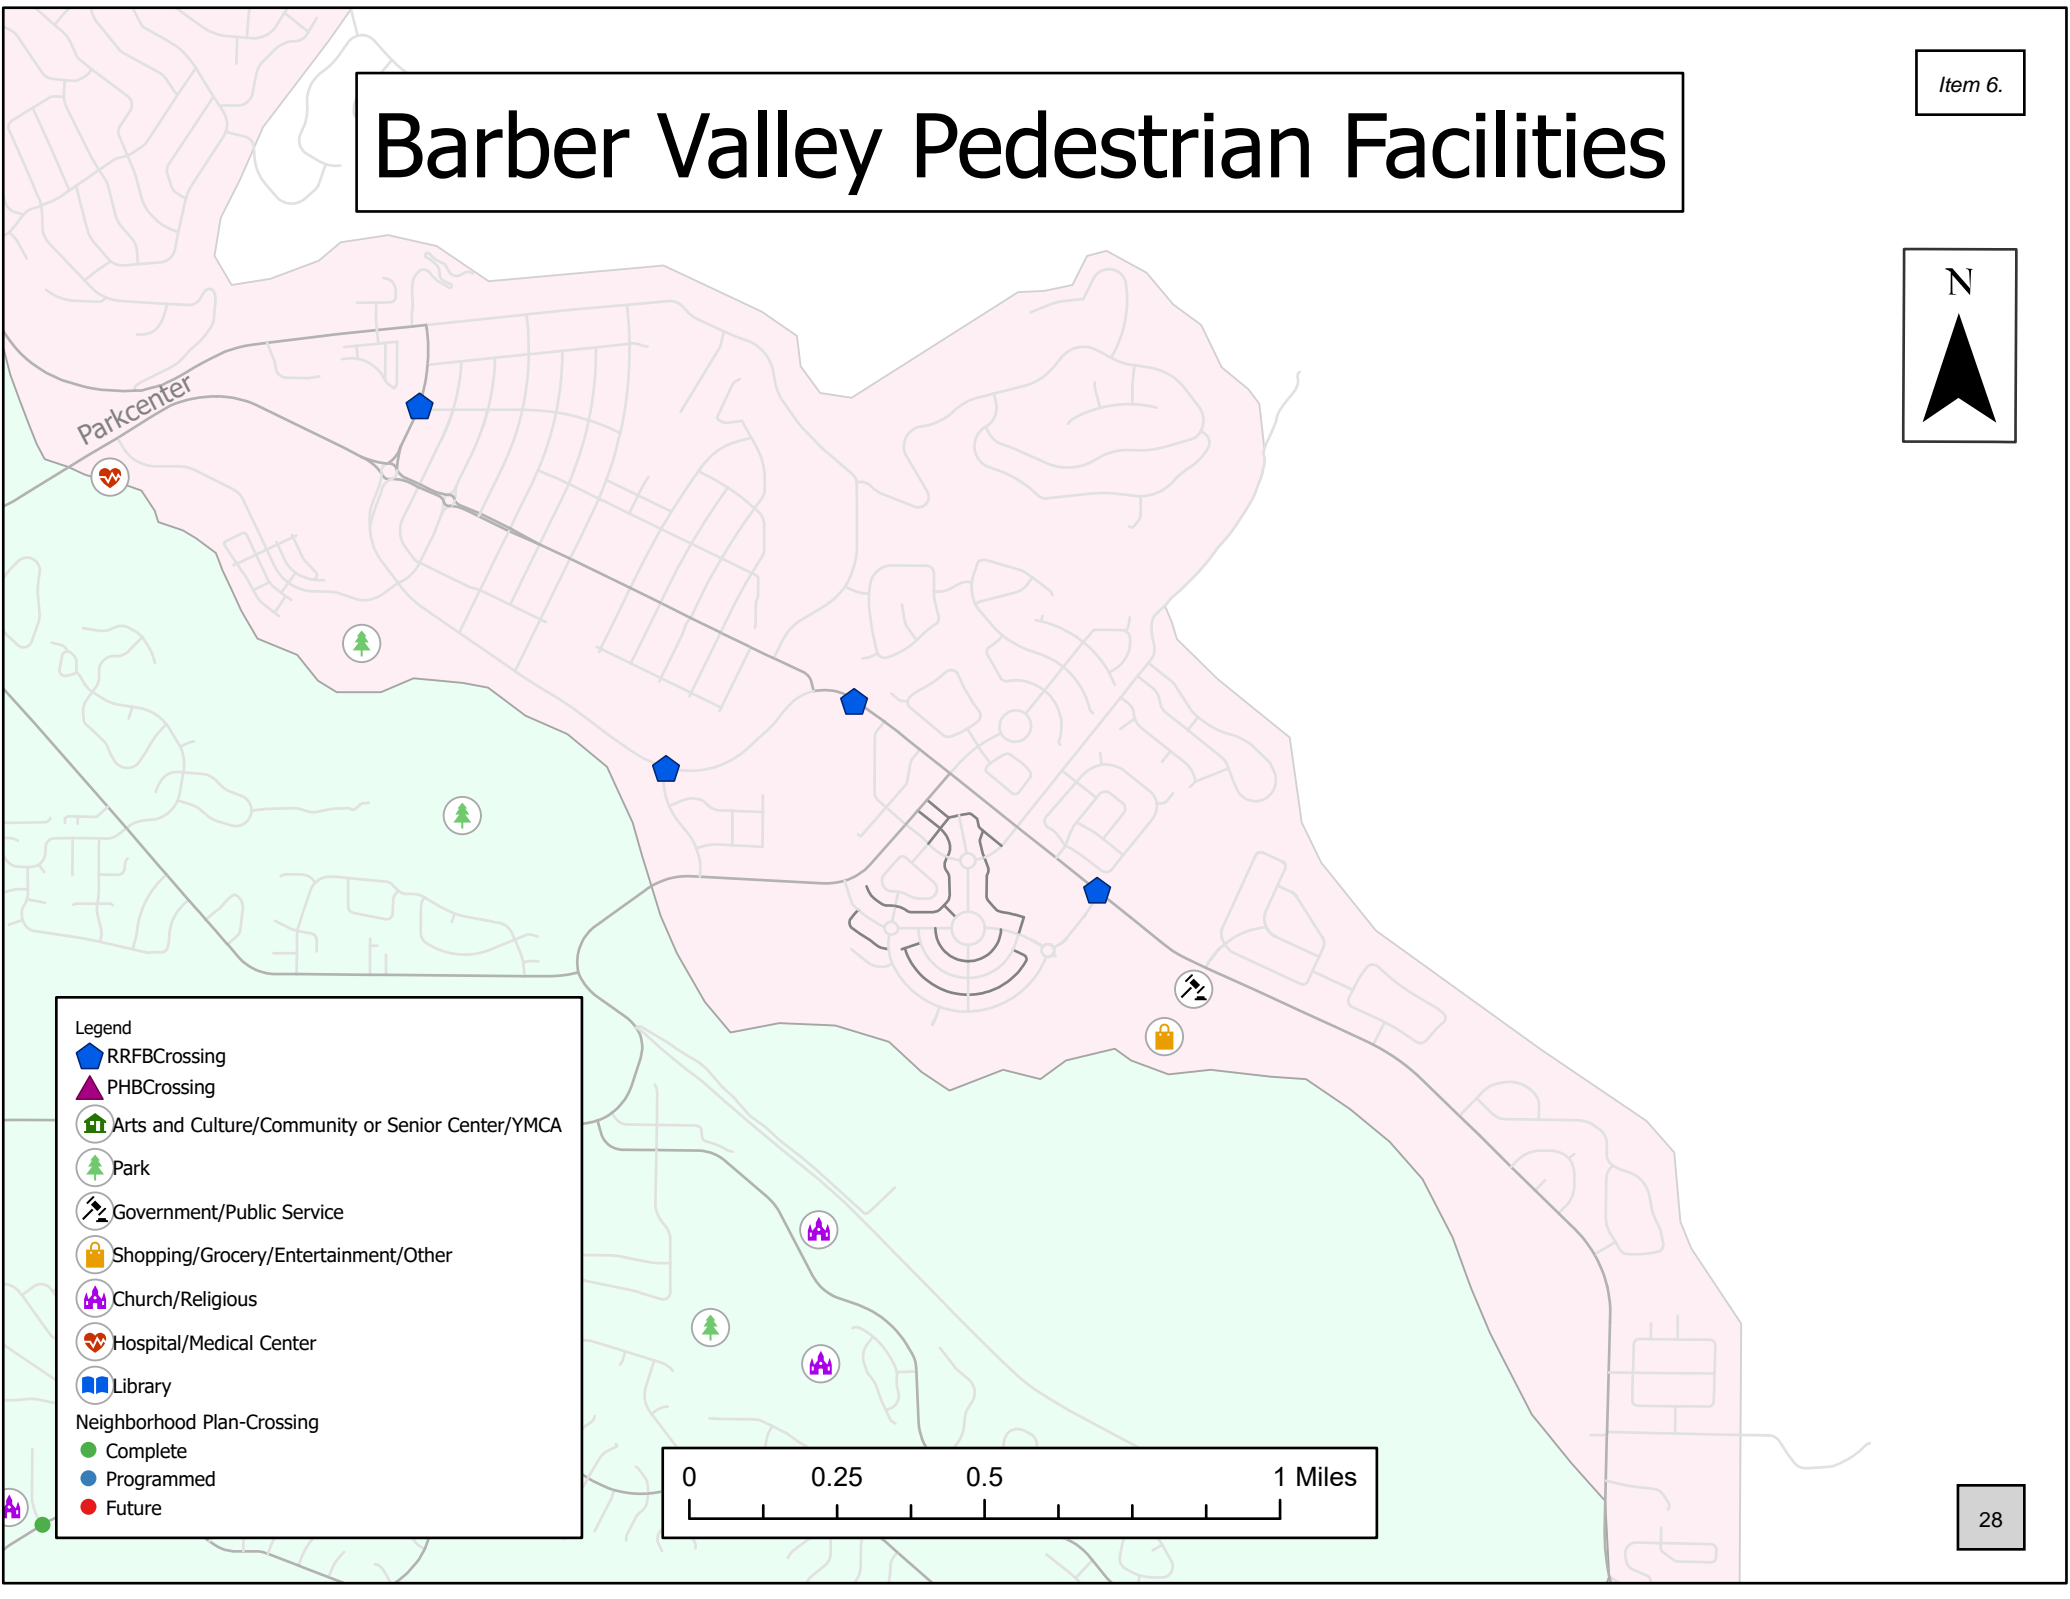 Item 6.
Barber Valley Pedestrian Facilities
N
Parkcenter
Legend
RRFBCrossing
PHBCrossing
Arts and Culture/Community or Senior Center/YMCA
Park
Government/Public Service
Shopping/Grocery/Entertainment/Other
Church/Religious
Hospital/Medical Center
Library
Neighborhood Plan-Crossing
Complete
Programmed
Future
0 0.25 0.5 1 Miles
28